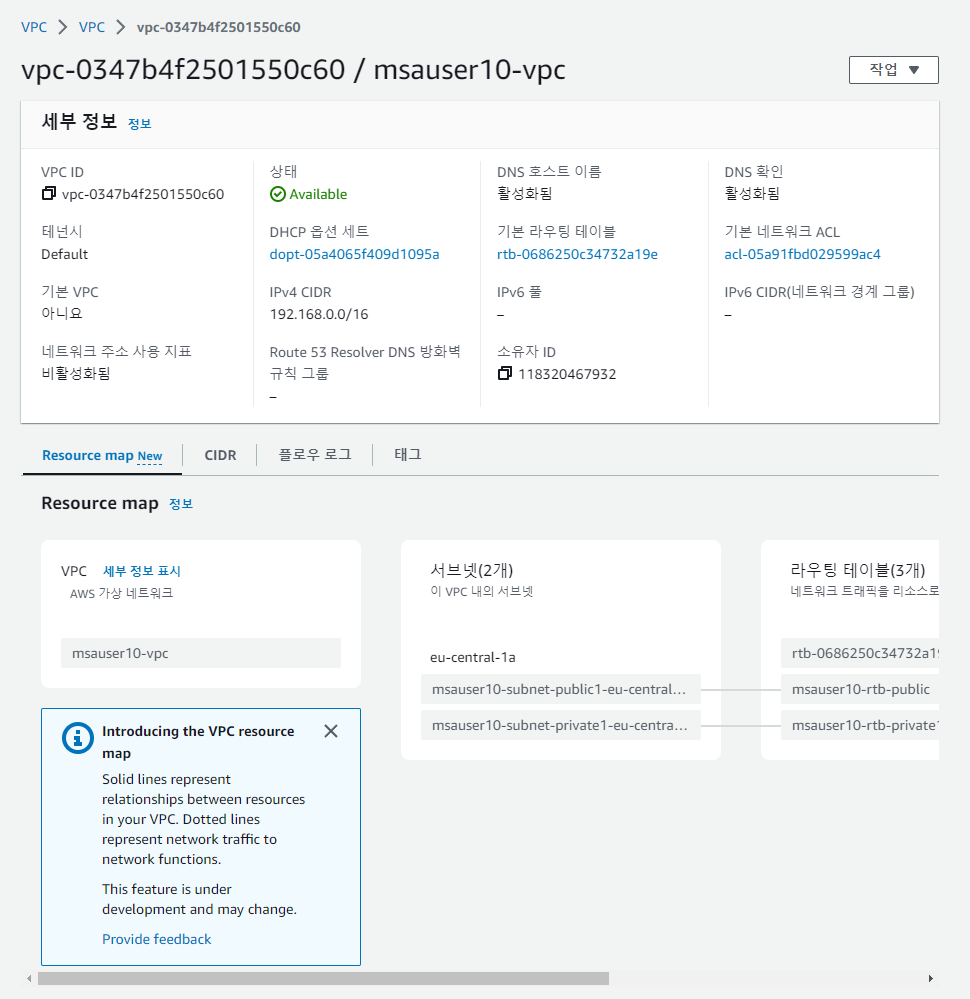 VPC > VPC > vpc-0347b4f2501550c60
vpc-0347b4f2501550c60 / msauser10-vpc
작업 ▼
세부 정보 정보
VPC ID
vpc-0347b4f2501550c60
상태
Available
DNS 호스트 이름
활성화됨
DNS 확인
활성화됨
테넌시
Default
DHCP 옵션 세트
dopt-05a4065f409d1095a
기본 라우팅 테이블
rtb-0686250c34732a19e
기본 네트워크 ACL
acl-05a91fbd029599ac4
기본 VPC
아니요
IPv4 CIDR
192.168.0.0/16
IPv6 풀
–
IPv6 CIDR(네트워크 경계 그룹)
–
네트워크 주소 사용 지표
비활성화됨
Route 53 Resolver DNS 방화벽
규칙 그룹
–
소유자 ID
118320467932
Resource map New
CIDR
플로우 로그
태그
Resource map 정보
VPC 세부 정보 표시
AWS 가상 네트워크
msauser10-vpc
서브넷(2개)
이 VPC 내의 서브넷
eu-central-1a
msauser10-subnet-public1-eu-central...
msauser10-subnet-private1-eu-centra...
라우팅 테이블(3개)
네트워크 트래픽을 리소스로
rtb-0686250c34732a19
msauser10-rtb-public
msauser10-rtb-private1
Introducing the VPC resource
map
Solid lines represent
relationships between resources
in your VPC. Dotted lines
represent network traffic to
network functions.
This feature is under
development and may change.
Provide feedback